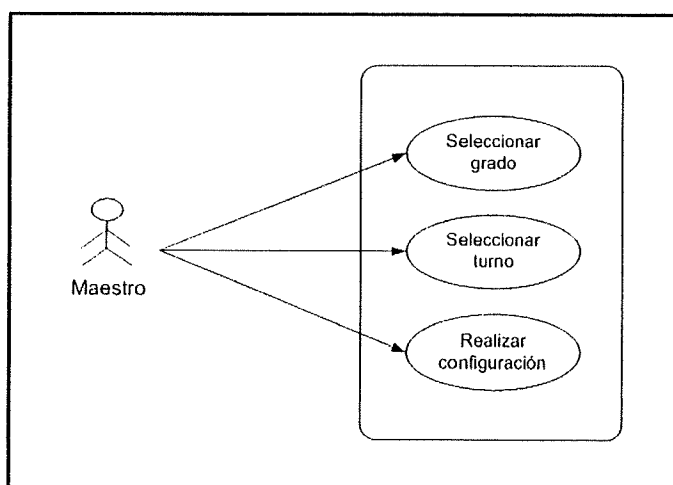 Seleccionar
grado
Seleccionar
turno
Maestro
Realizar
configuración